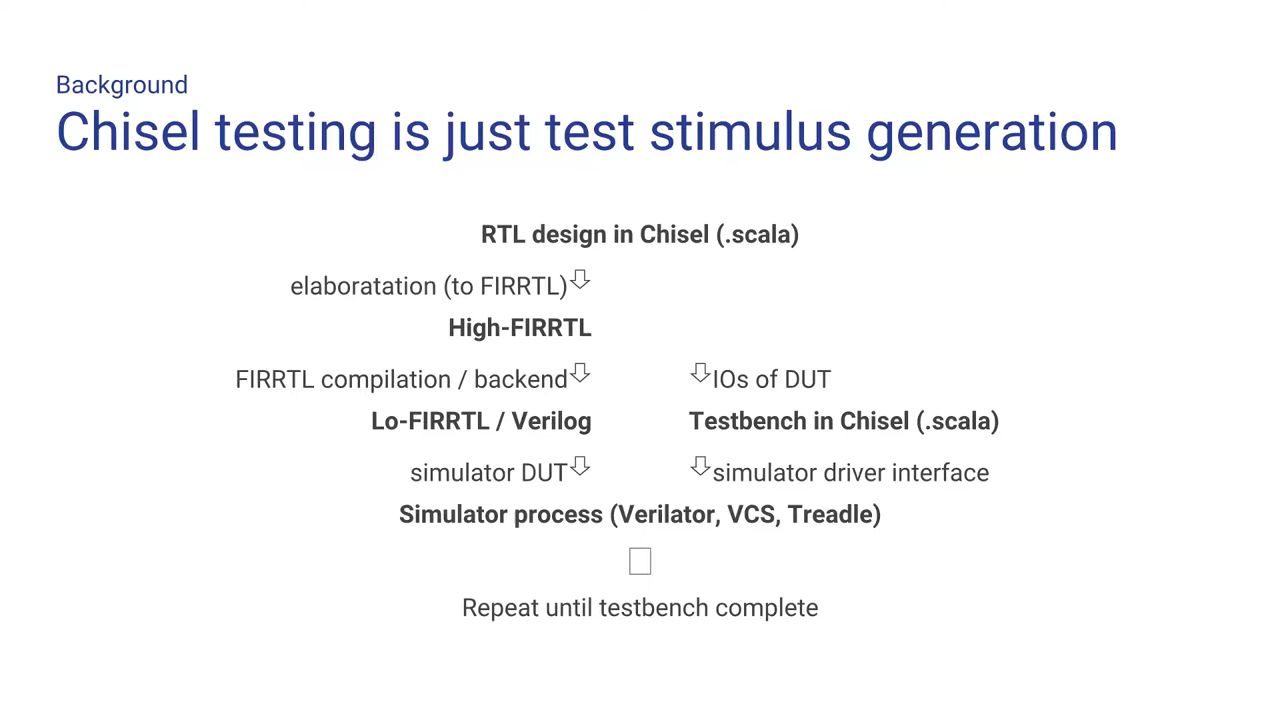 Background
Chisel testing is just test stimulus generation
RTL design in Chisel (.scala)
elaboratation (to FIRRTL)⇩
High-FIRRTL
FIRRTL compilation / backend⇩ ⇩IOs of DUT
Lo-FIRRTL / Verilog Testbench in Chisel (.scala)
simulator DUT⇩ ⇩simulator driver interface
Simulator process (Verilator, VCS, Treadle)
Repeat until testbench complete